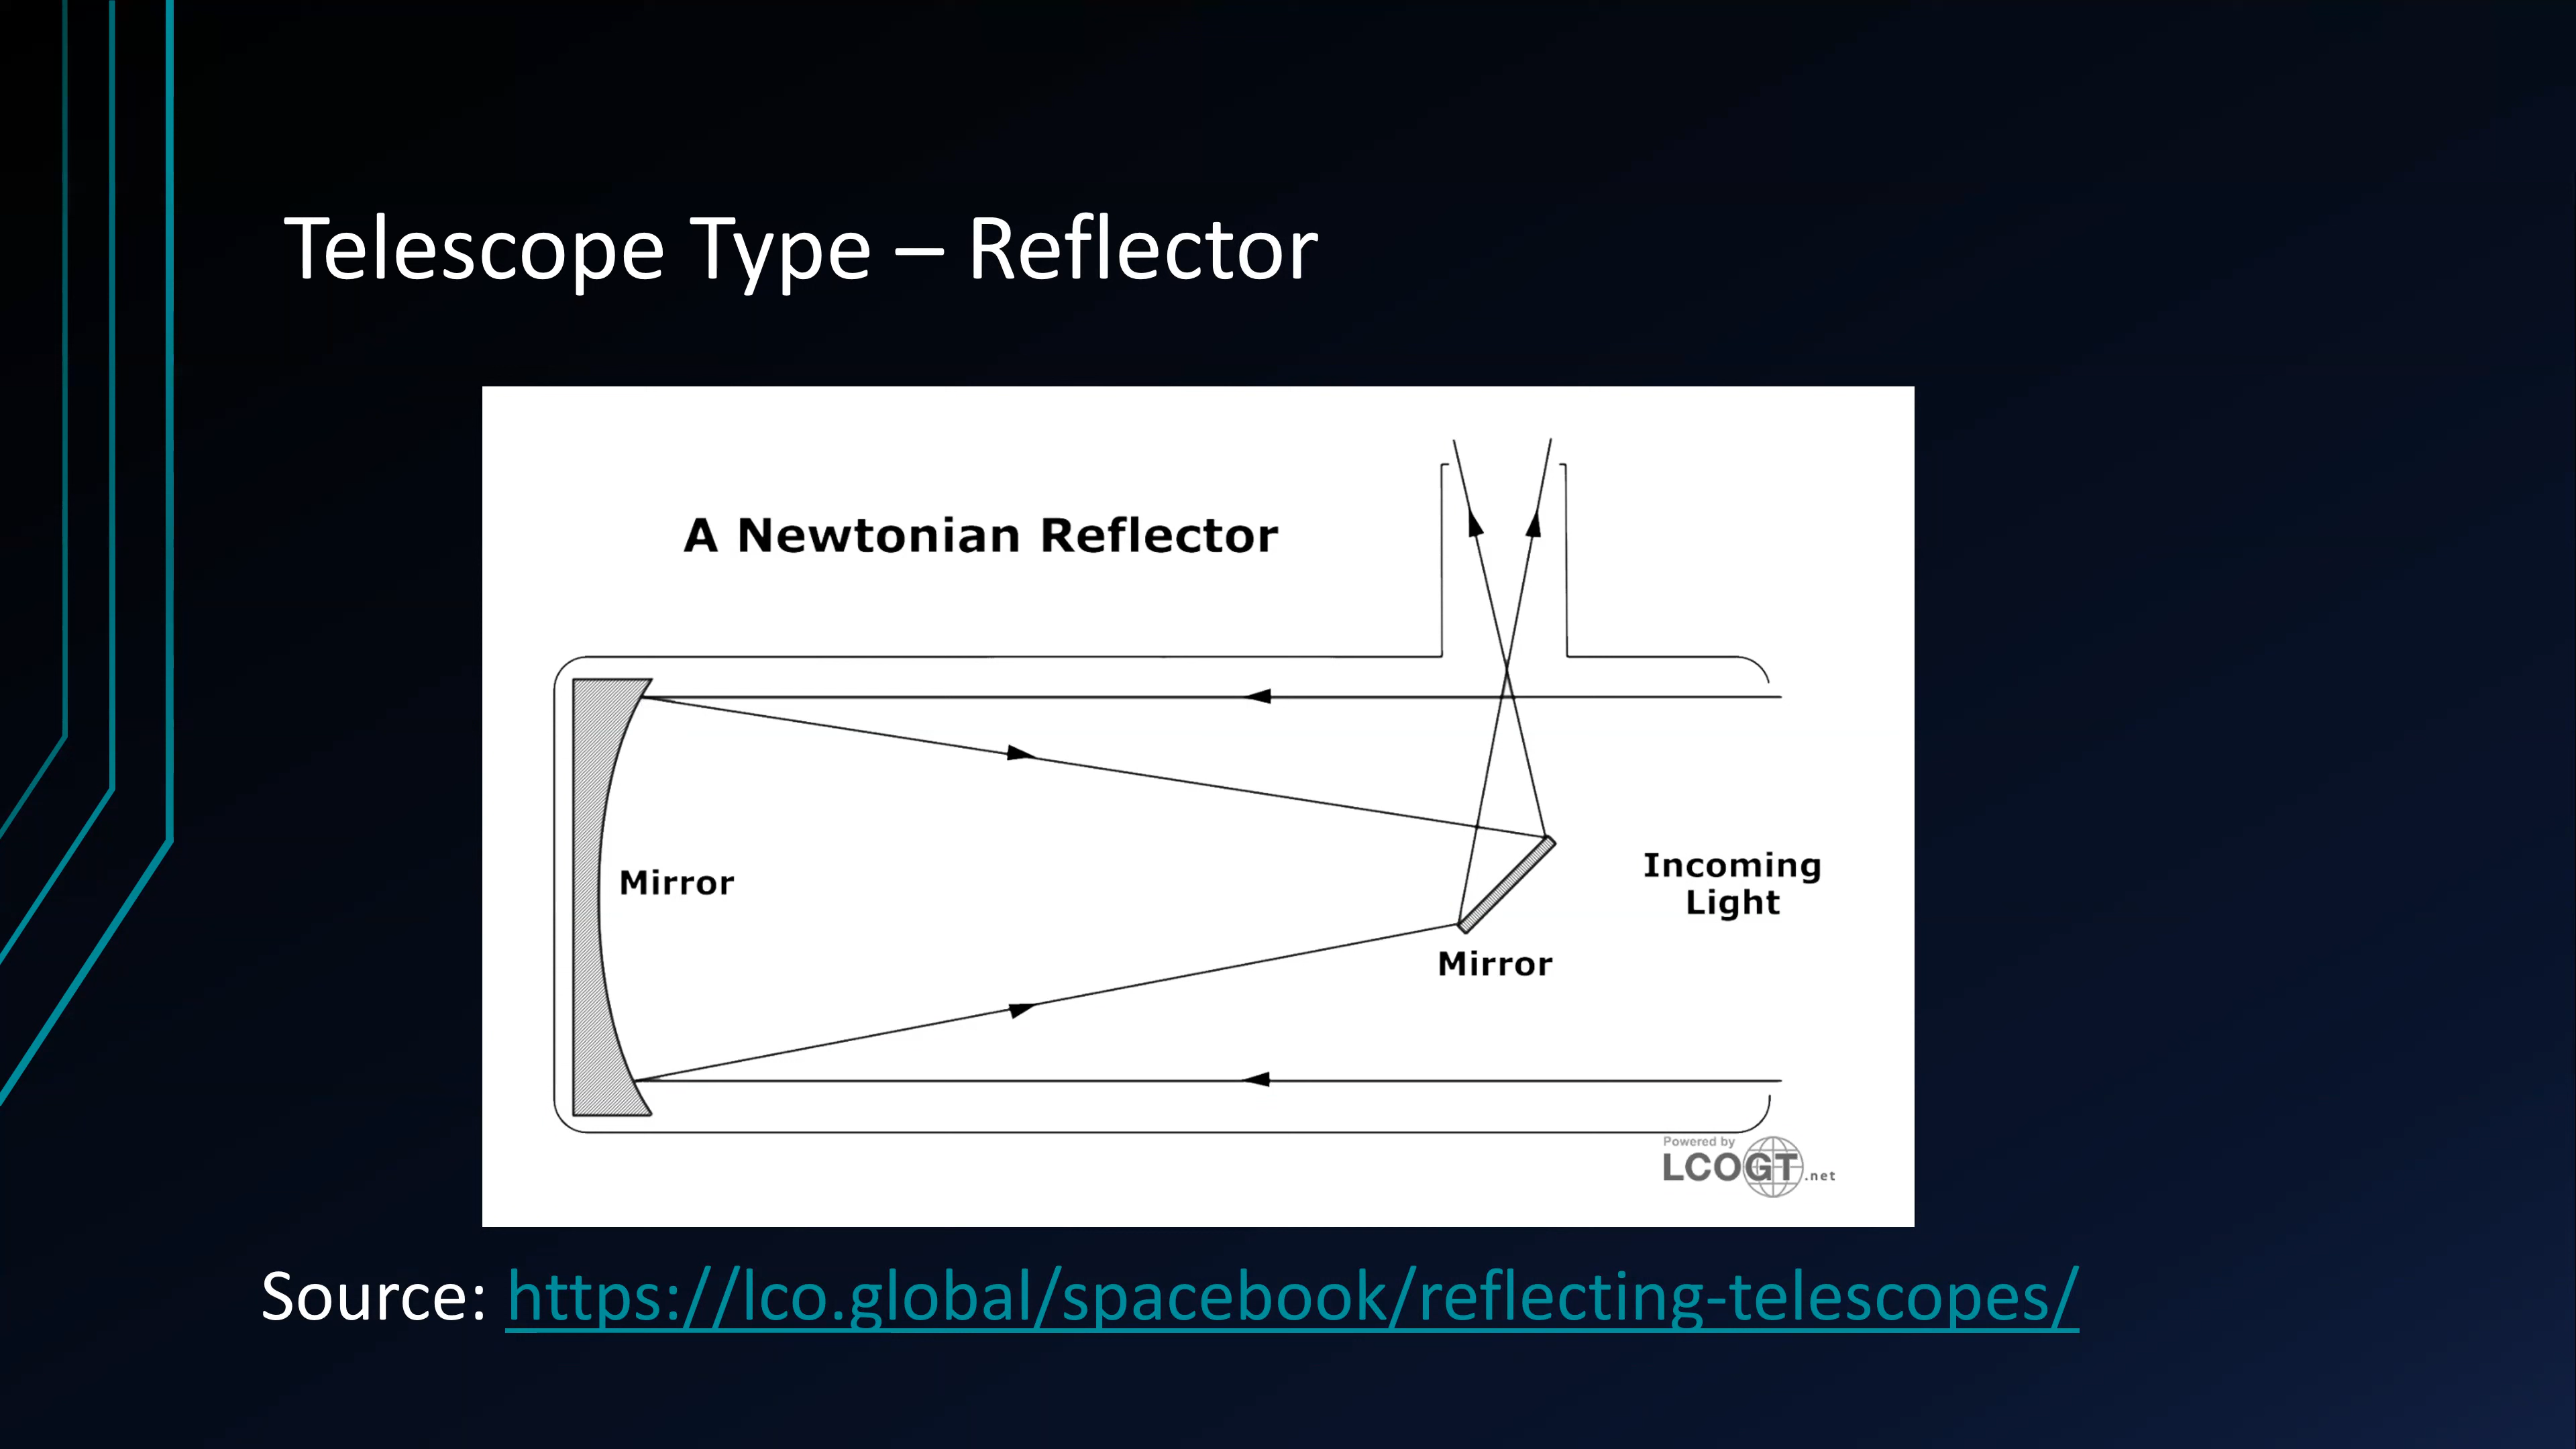 Telescope Type – Reflector
A Newtonian Reflector
Mirror
Incoming
Light
Mirror
Powered by
LCOGT.net
Source: https://lco.global/spacebook/reflecting-telescopes/